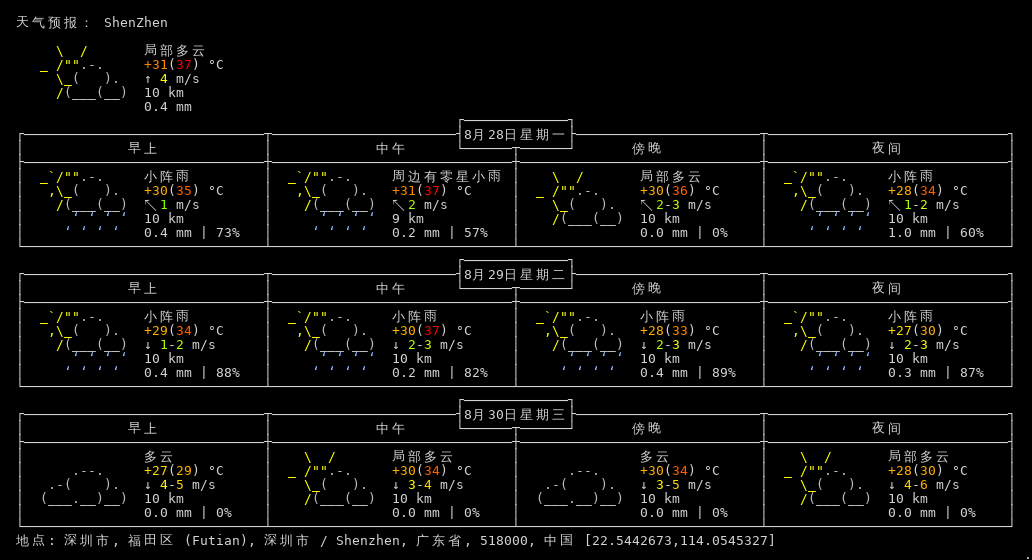 天气预报： ShenZhen
局部多云
+31(37) °C
↑ 4 m/s
10 km
0.4 mm
8月28日星期一
早上 中午 傍晚 夜间
小阵雨 周边有零星小雨 局部多云 小阵雨
+30(35) °C +31(37) °C +30(36) °C +28(34) °C
↖ 1 m/s ↖ 2 m/s ↖ 2-3 m/s ↖ 1-2 m/s
10 km 9 km 10 km 10 km
0.4 mm | 73% 0.2 mm | 57% 0.0 mm | 0% 1.0 mm | 60%
8月29日星期二
早上 中午 傍晚 夜间
小阵雨 小阵雨 小阵雨 小阵雨
+29(34) °C +30(37) °C +28(33) °C +27(30) °C
↓ 1-2 m/s ↓ 2-3 m/s ↓ 2-3 m/s ↓ 2-3 m/s
10 km 10 km 10 km 10 km
0.4 mm | 88% 0.2 mm | 82% 0.4 mm | 89% 0.3 mm | 87%
8月30日星期三
早上 中午 傍晚 夜间
多云 局部多云 多云 局部多云
+27(29) °C +30(34) °C +30(34) °C +28(30) °C
↓ 4-5 m/s ↓ 3-4 m/s ↓ 3-5 m/s ↓ 4-6 m/s
10 km 10 km 10 km 10 km
0.0 mm | 0% 0.0 mm | 0% 0.0 mm | 0% 0.0 mm | 0%
地点: 深圳市, 福田区 (Futian), 深圳市 / Shenzhen, 广东省, 518000, 中国 [22.5442673,114.0545327]